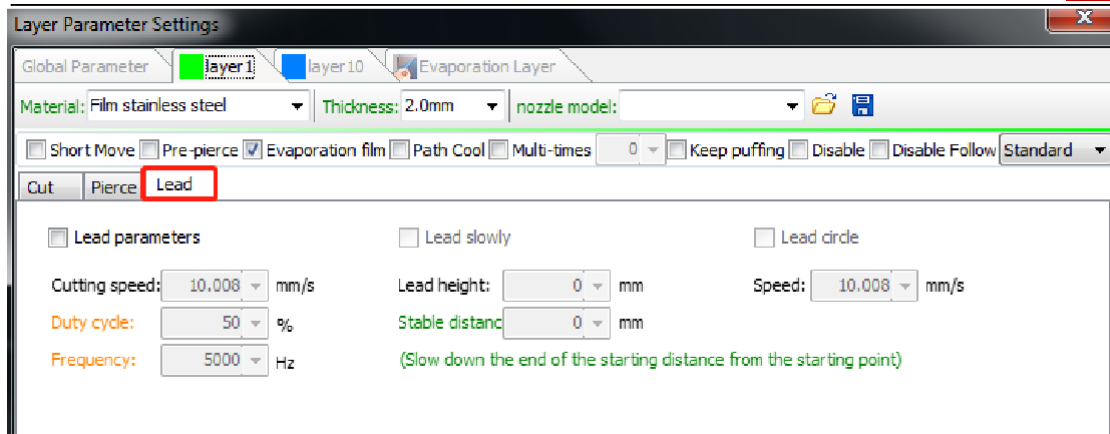 Layer Parameter Settings x
Global Parameter layer1 layer10 Evaporation Layer
Material: Film stainless steel Thickness: 2.0mm nozzle model:
Short Move Pre-pierce Evaporation film Path Cool Multi-times 0 Keep puffing Disable Disable Follow Standard
Cut Pierce Lead
Lead parameters Lead slowly Lead circle
Cutting speed: 10.008 mm/s Lead height: 0 mm Speed: 10.008 mm/s
Duty cycle: 50 % Stable distanc 0 mm
Frequency: 5000 Hz (Slow down the end of the starting distance from the starting point)